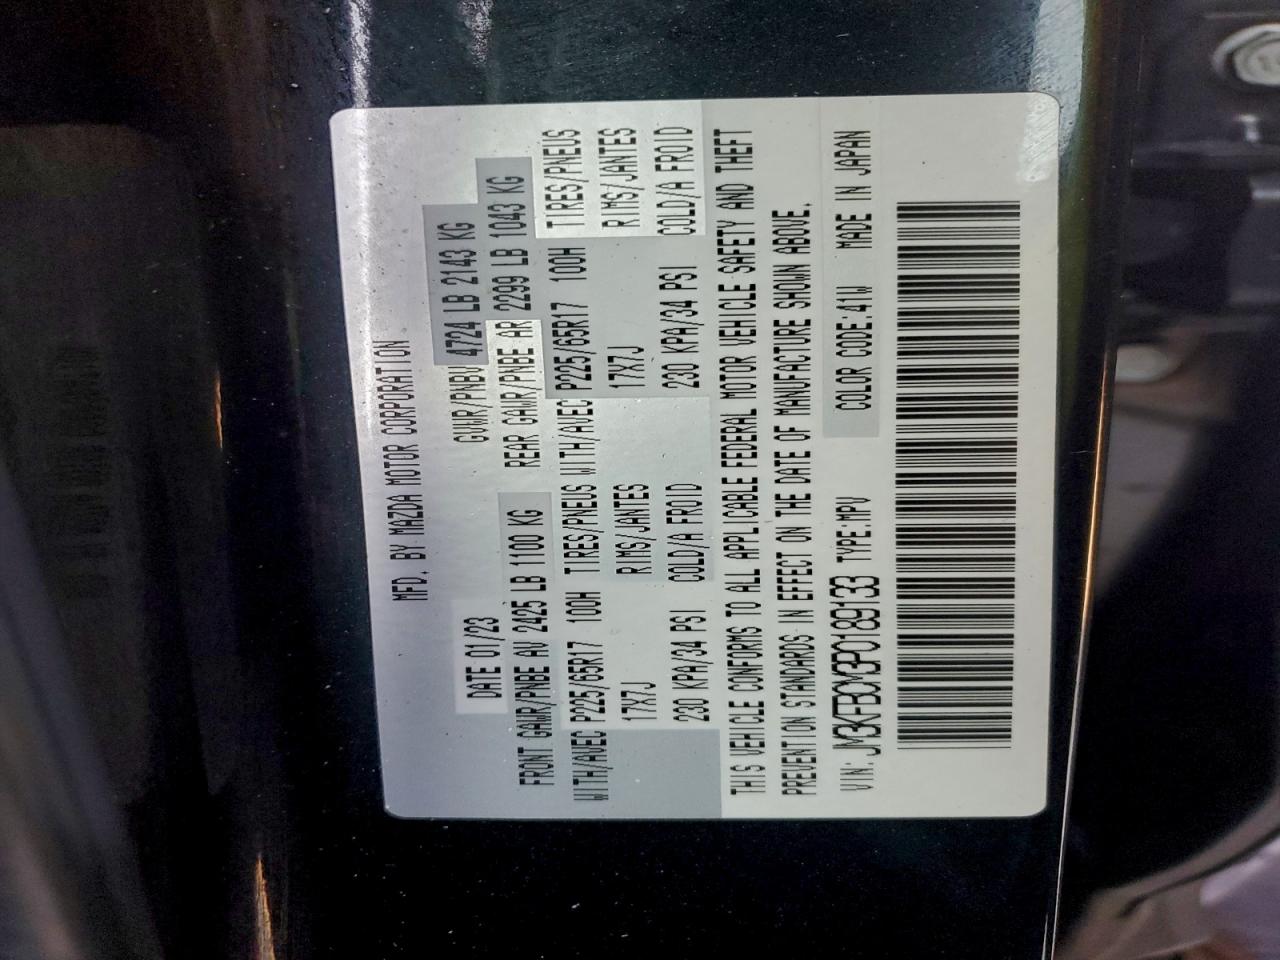 MFD. BY MAZDA MOTOR CORPORATION
DATE 01/23 GVWR/PNBV 4724 LB 2143 KG
FRONT GAWR/PNBE AV 2425 LB 1100 KG REAR GAWR/PNBE AR 2299 LB 1043 KG
WITH/AVEC P225/65R17 100H TIRES/PNEUS WITH/AVEC P225/65R17 100H TIRES/PNEUS
17X7J RIMS/JANTES 17X7J RIMS/JANTES
230 KPA/34 PSI COLD/A FROID 230 KPA/34 PSI COLD/A FROID
THIS VEHICLE CONFORMS TO ALL APPLICABLE FEDERAL MOTOR VEHICLE SAFETY AND THEFT
PREVENTION STANDARDS IN EFFECT ON THE DATE OF MANUFACTURE SHOWN ABOVE.
VIN: JM3KFBCM3P0189133 TYPE:MPV COLOR CODE:41W MADE IN JAPAN